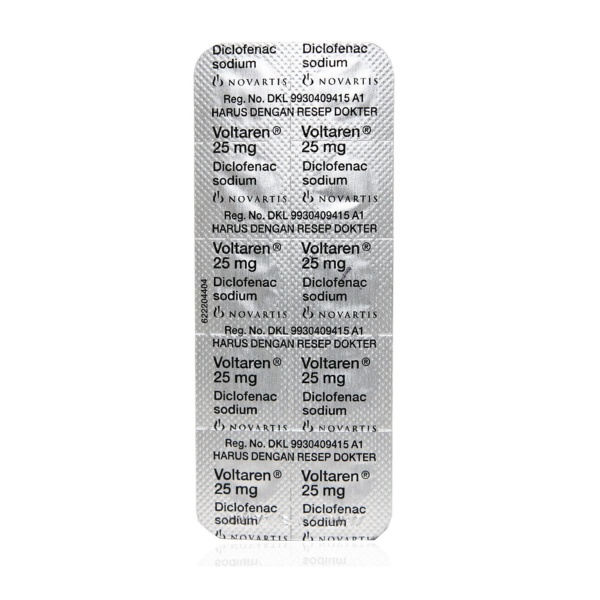 Diclofenac Diclofenac
sodium sodium
NOVARTIS NOVARTIS
Reg. No. DKL 9930409415 A1
HARUS DENGAN RESEP DOKTER
Voltaren® Voltaren®
25 mg 25 mg
Diclofenac Diclofenac
sodium sodium
NOVARTIS NOVARTIS
Reg. No. DKL 9930409415 A1
HARUS DENGAN RESEP DOKTER
Voltaren® Voltaren®
25 mg 25 mg
Diclofenac Diclofenac
sodium sodium
NOVARTIS NOVARTIS
622204404
Reg. No. DKL 9930409415 A1
HARUS DENGAN RESEP DOKTER
Voltaren® Voltaren®
25 mg 25 mg
Diclofenac Diclofenac
sodium sodium
NOVARTIS NOVARTIS
Reg. No. DKL 9930409415 A1
HARUS DENGAN RESEP DOKTER
Voltaren® Voltaren®
25 mg 25 mg
Diclofenac Diclofenac
sodium sodium
NOVARTIS NOVARTIS